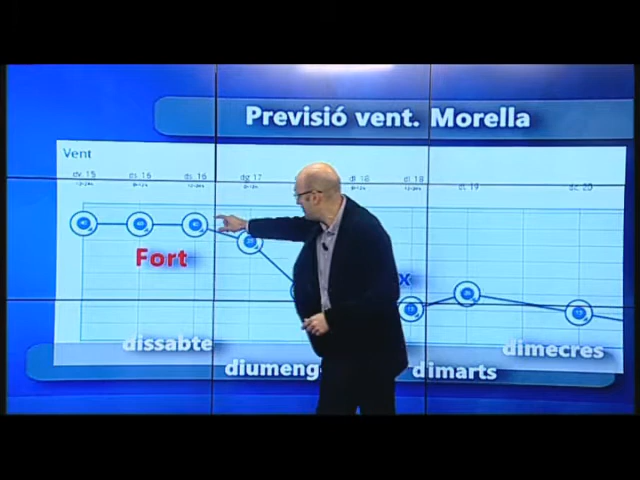 Previsió vent. Morella
Vent
dv. 15 ds. 16 ds. 16 dg 17 dl 18 dl 18 dt. 19 dc. 20
Fort
dissabte dimecres
diumeng dimarts